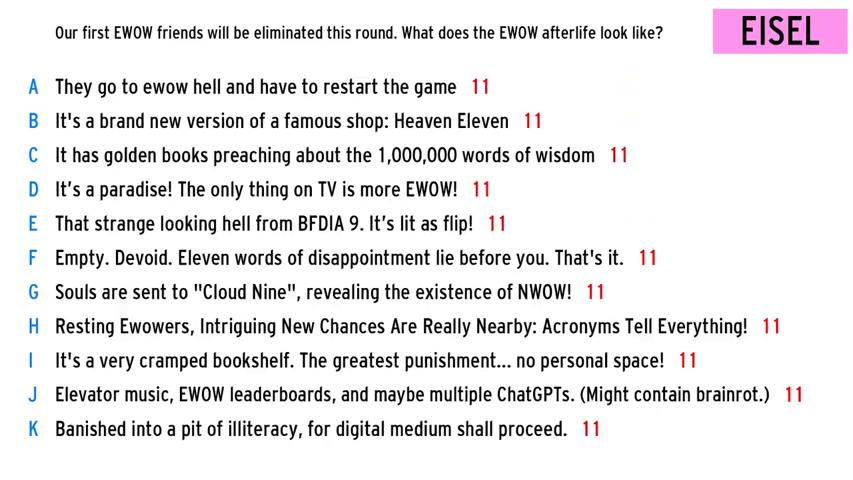 Our first EWOW friends will be eliminated this round. What does the EWOW afterlife look like?
EISEL
A They go to ewow hell and have to restart the game 11
B It's a brand new version of a famous shop: Heaven Eleven 11
C It has golden books preaching about the 1,000,000 words of wisdom 11
D It's a paradise! The only thing on TV is more EWOW! 11
E That strange looking hell from BFDIA 9. It's lit as flip! 11
F Empty. Devoid. Eleven words of disappointment lie before you. That's it. 11
G Souls are sent to "Cloud Nine", revealing the existence of NWOW! 11
H Resting Ewowers, Intriguing New Chances Are Really Nearby: Acronyms Tell Everything! 11
I It's a very cramped bookshelf. The greatest punishment... no personal space! 11
J Elevator music, EWOW leaderboards, and maybe multiple ChatGPTs. (Might contain brainrot.) 11
K Banished into a pit of illiteracy, for digital medium shall proceed. 11